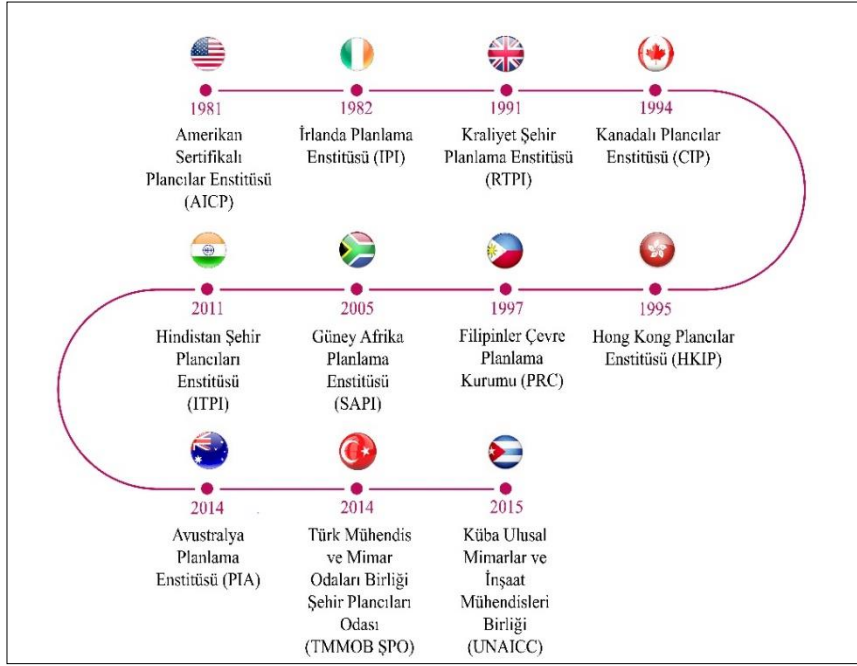 1981
Amerikan
Sertifikalı
Plancılar Enstitüsü
(AICP)
1982
İrlanda Planlama
Enstitüsü (IPI)
1991
Kraliyet Şehir
Planlama Enstitüsü
(RTPI)
1994
Kanadalı Plancılar
Enstitüsü (CIP)
2011
Hindistan Şehir
Plancıları
Enstitüsü
(ITPI)
2005
Güney Afrika
Planlama
Enstitüsü
(SAPI)
1997
Filipinler Çevre
Planlama
Kurumu (PRC)
1995
Hong Kong Plancılar
Enstitüsü (HKIP)
2014
Avustralya
Planlama
Enstitüsü (PIA)
2014
Türk Mühendis
ve Mimar
Odaları Birliği
Şehir Plancıları
Odası
(TMMOB ŞPO)
2015
Küba Ulusal
Mimarlar ve
İnşaat
Mühendisleri
Birliği
(UNAICC)